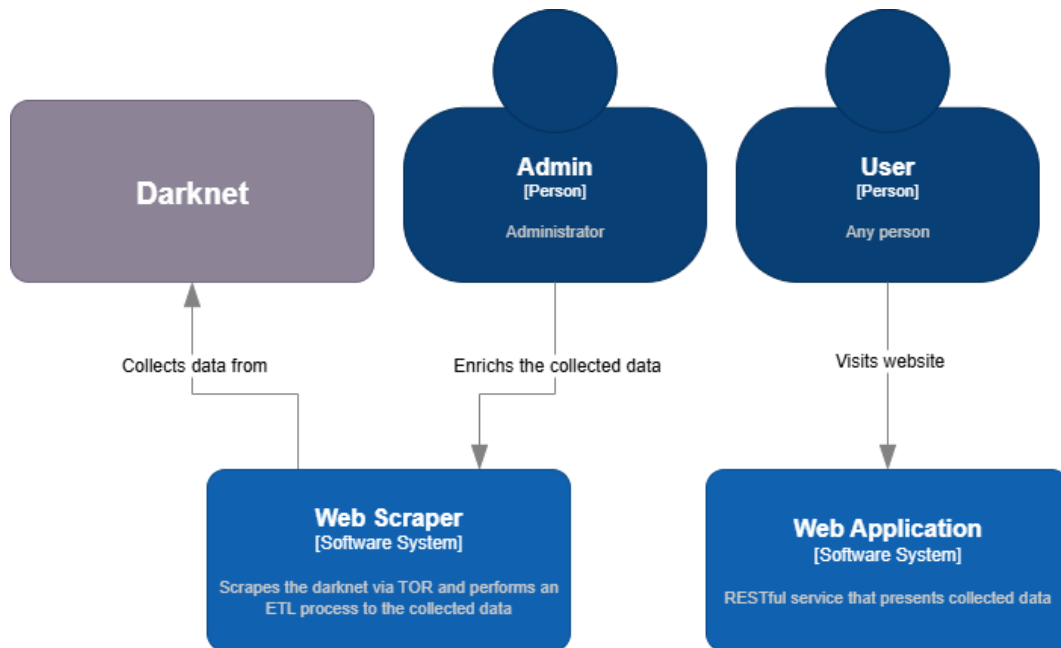 Darknet
Admin
[Person]
Administrator
User
[Person]
Any person
Collects data from
Enrichs the collected data
Visits website
Web Scraper
[Software System]
Scrapes the darknet via TOR and performs an
ETL process to the collected data
Web Application
[Software System]
RESTful service that presents collected data